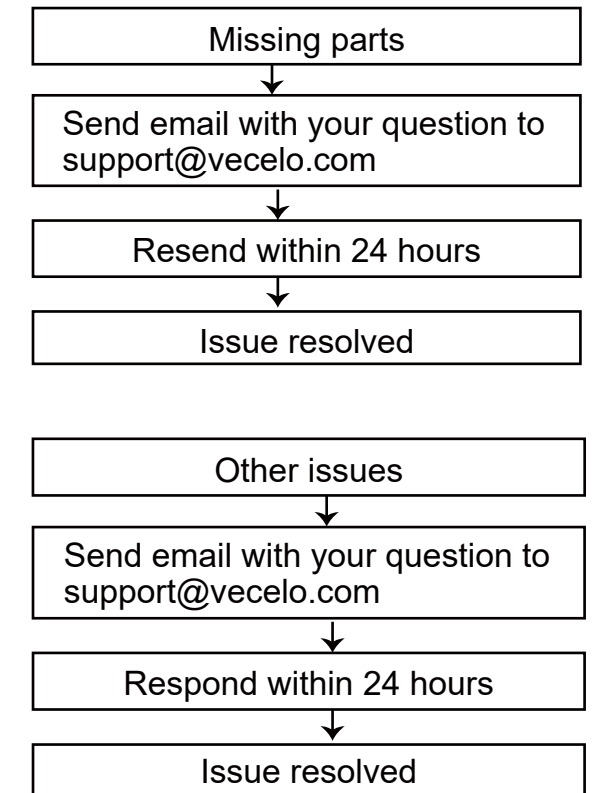 Missing parts
Send email with your question to
support@vecelo.com
Resend within 24 hours
Issue resolved
Other issues
Send email with your question to
support@vecelo.com
Respond within 24 hours
Issue resolved